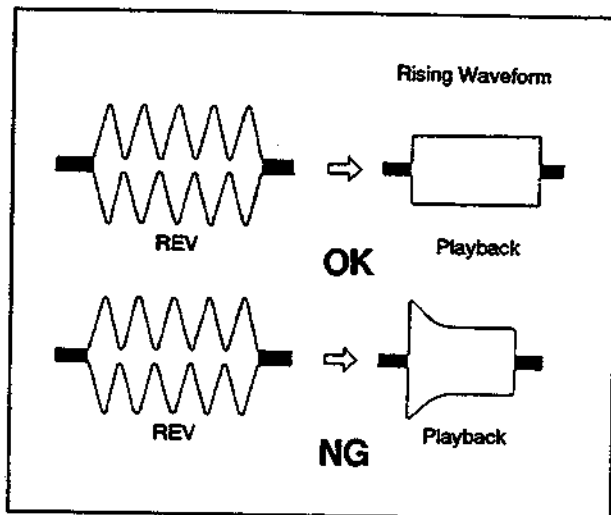 Rising Waveform
REV
OK
Playback
REV
NG
Playback